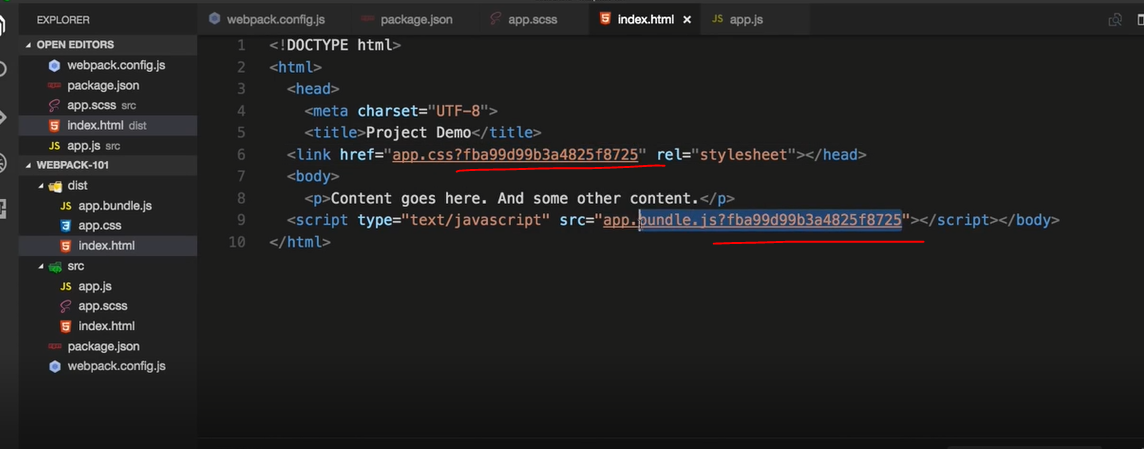 EXPLORER
OPEN EDITORS
webpack.config.js
package.json
app.scss src
index.html dist
app.js src
WEBPACK-101
dist
app.bundle.js
app.css
index.html
src
app.js
app.scss
index.html
package.json
webpack.config.js
webpack.config.js package.json app.scss index.html × app.js
1 <!DOCTYPE html>
2 <html>
3 <head>
4 <meta charset="UTF-8">
5 <title>Project Demo</title>
6 <link href="app.css?fba99d99b3a4825f8725" rel="stylesheet"></head>
7 <body>
8 <p>Content goes here. And some other content.</p>
9 <script type="text/javascript" src="app.bundle.js?fba99d99b3a4825f8725"></script></body>
10 </html>